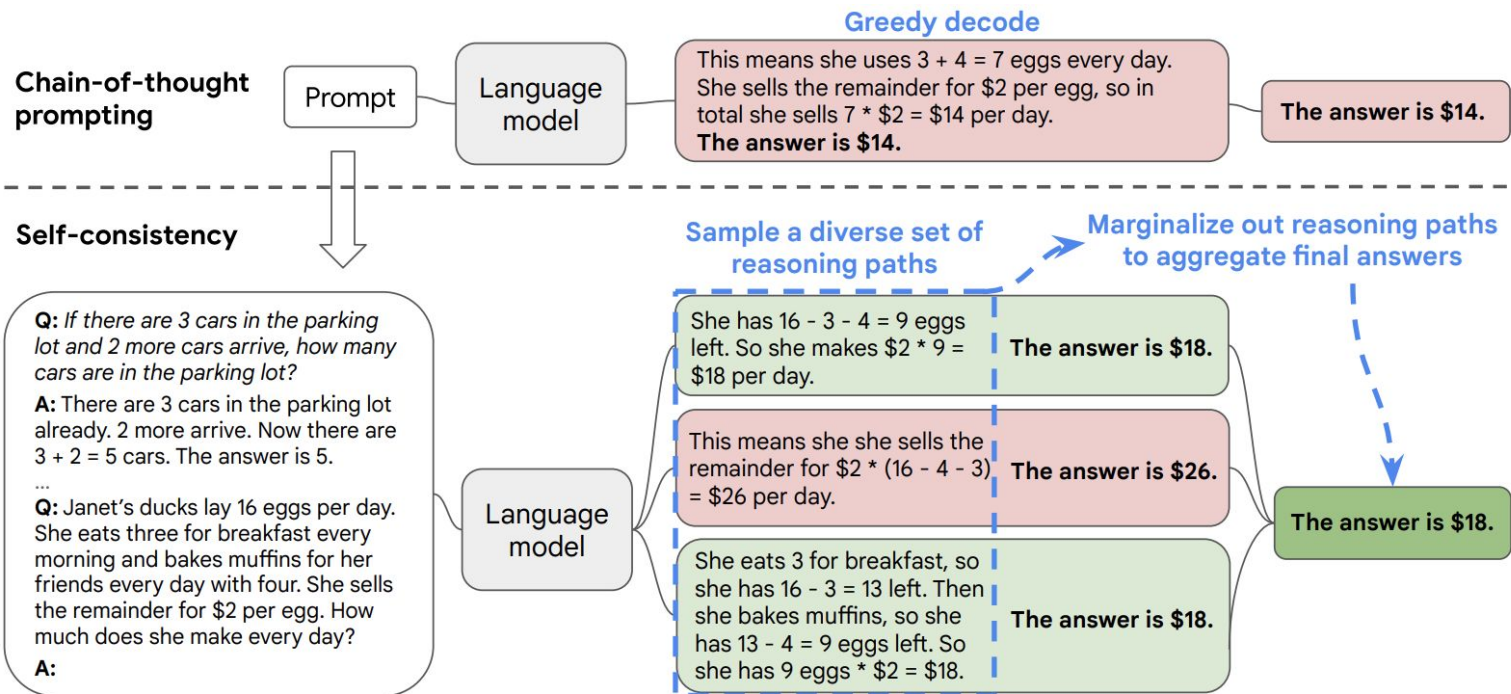 Greedy decode
Chain-of-thought
prompting
Prompt
Language
model
This means she uses 3 + 4 = 7 eggs every day.
She sells the remainder for $2 per egg, so in
total she sells 7 * $2 = $14 per day.
The answer is $14.
The answer is $14.
Self-consistency
Sample a diverse set of
reasoning paths
Marginalize out reasoning paths
to aggregate final answers
Q: If there are 3 cars in the parking
lot and 2 more cars arrive, how many
cars are in the parking lot?
A: There are 3 cars in the parking lot
already. 2 more arrive. Now there are
3 + 2 = 5 cars. The answer is 5.
...
Q: Janet's ducks lay 16 eggs per day.
She eats three for breakfast every
morning and bakes muffins for her
friends every day with four. She sells
the remainder for $2 per egg. How
much does she make every day?
A:
Language
model
She has 16 - 3 - 4 = 9 eggs
left. So she makes $2 * 9 =
$18 per day.
The answer is $18.
This means she she sells the
remainder for $2 * (16 - 4 - 3)
= $26 per day.
The answer is $26.
She eats 3 for breakfast, so
she has 16 - 3 = 13 left. Then
she bakes muffins, so she
has 13 - 4 = 9 eggs left. So
she has 9 eggs * $2 = $18.
The answer is $18.
The answer is $18.